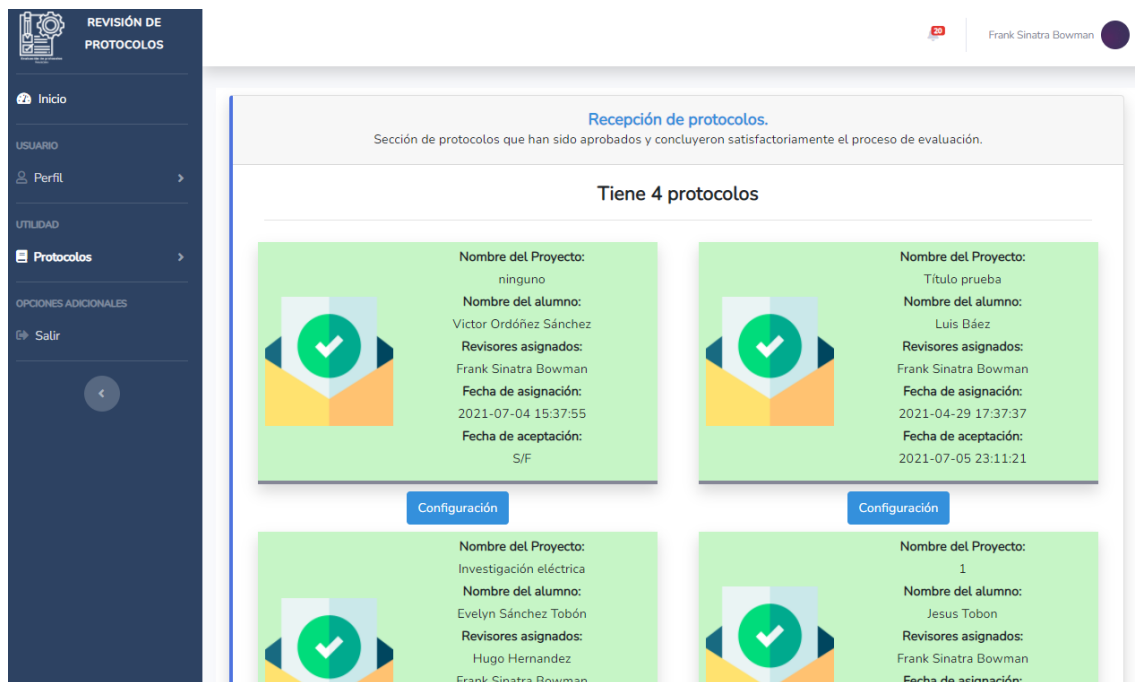 REVISIÓN DE
PROTOCOLOS
Inicio
USUARIO
Perfil
UTILIDAD
Protocolos
OPCIONES ADICIONALES
Salir
20
Frank Sinatra Bowman
Recepción de protocolos.
Sección de protocolos que han sido aprobados y concluyeron satisfactoriamente el proceso de evaluación.
Tiene 4 protocolos
Nombre del Proyecto:
ninguno
Nombre del alumno:
Victor Ordóñez Sánchez
Revisores asignados:
Frank Sinatra Bowman
Fecha de asignación:
2021-07-04 15:37:55
Fecha de aceptación:
S/F
Configuración
Nombre del Proyecto:
Título prueba
Nombre del alumno:
Luis Báez
Revisores asignados:
Frank Sinatra Bowman
Fecha de asignación:
2021-04-29 17:37:37
Fecha de aceptación:
2021-07-05 23:11:21
Configuración
Nombre del Proyecto:
Investigación eléctrica
Nombre del alumno:
Evelyn Sánchez Tobón
Revisores asignados:
Hugo Hernandez
Frank Sinatra Bowman
Nombre del Proyecto:
1
Nombre del alumno:
Jesus Tobon
Revisores asignados:
Frank Sinatra Bowman
Fecha de asignación: